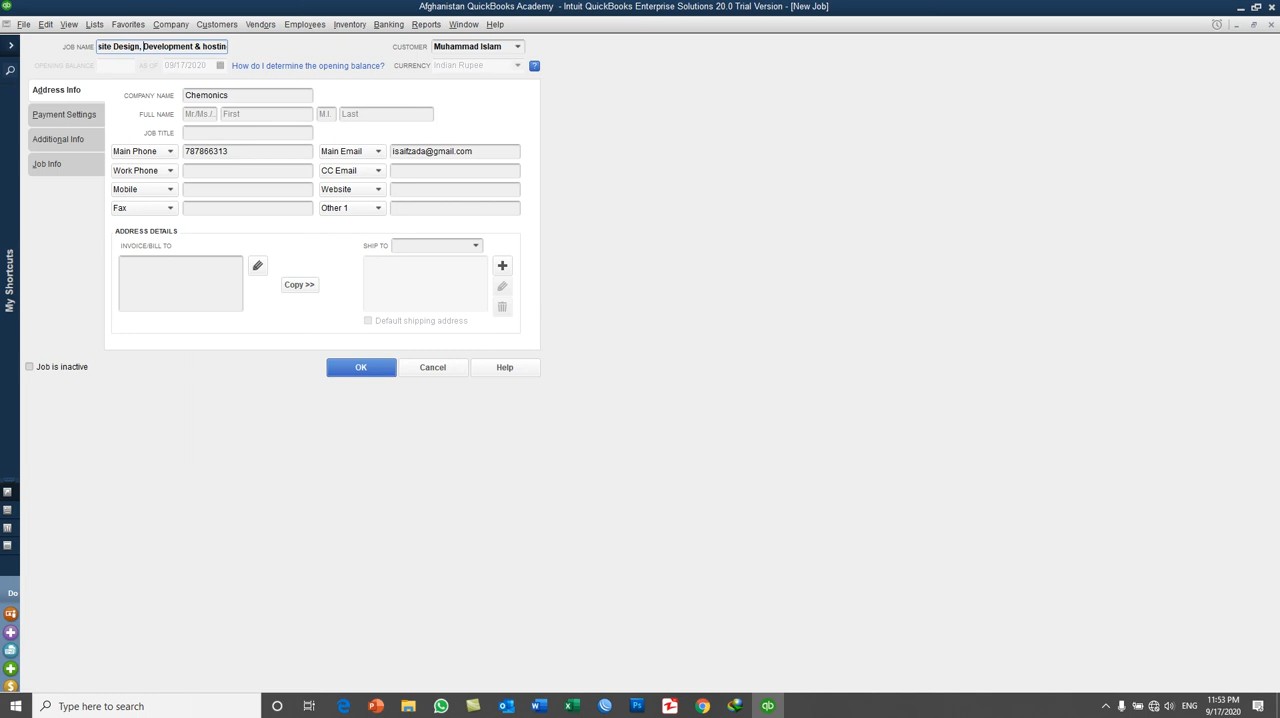 Afghanistan QuickBooks Academy - Intuit QuickBooks Enterprise Solutions 20.0 Trial Version - [New Job]
File Edit View Lists Favorites Company Customers Vendors Employees Inventory Banking Reports Window Help
JOB NAME site Design, Development & hostin CUSTOMER Muhammad Islam
OPENING BALANCE AS OF 09/17/2020 How do I determine the opening balance? CURRENCY Indian Rupee ?
Address Info
Payment Settings
Additional Info
Job Info
COMPANY NAME Chemonics
FULL NAME Mr./Ms./.. First M.I. Last
JOB TITLE
Main Phone 787866313 Main Email isaifzada@gmail.com
Work Phone CC Email
Mobile Website
Fax Other 1
ADDRESS DETAILS
INVOICE/BILL TO SHIP TO
Copy >>
Default shipping address
Job is inactive OK Cancel Help
My Shortcuts
Do
Type here to search
ENG
11:53 PM
9/17/2020